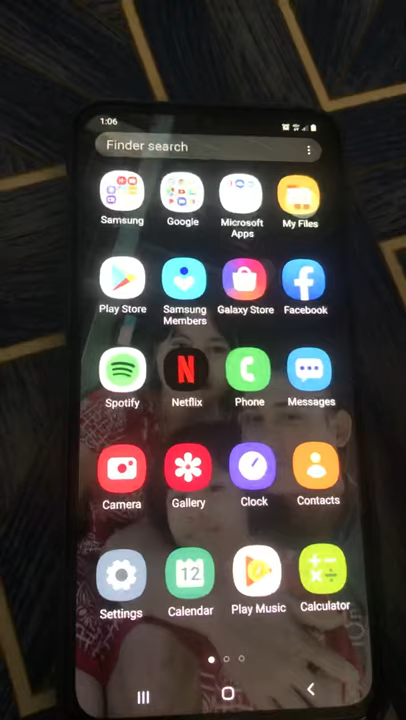 1:06
Finder search
Samsung
Google
Microsoft
Apps
My Files
Play Store
Samsung
Members
Galaxy Store
Facebook
Spotify
N
Netflix
Phone
Messages
Camera
Gallery
Clock
Contacts
12
Settings
Calendar
Play Music
Calculator